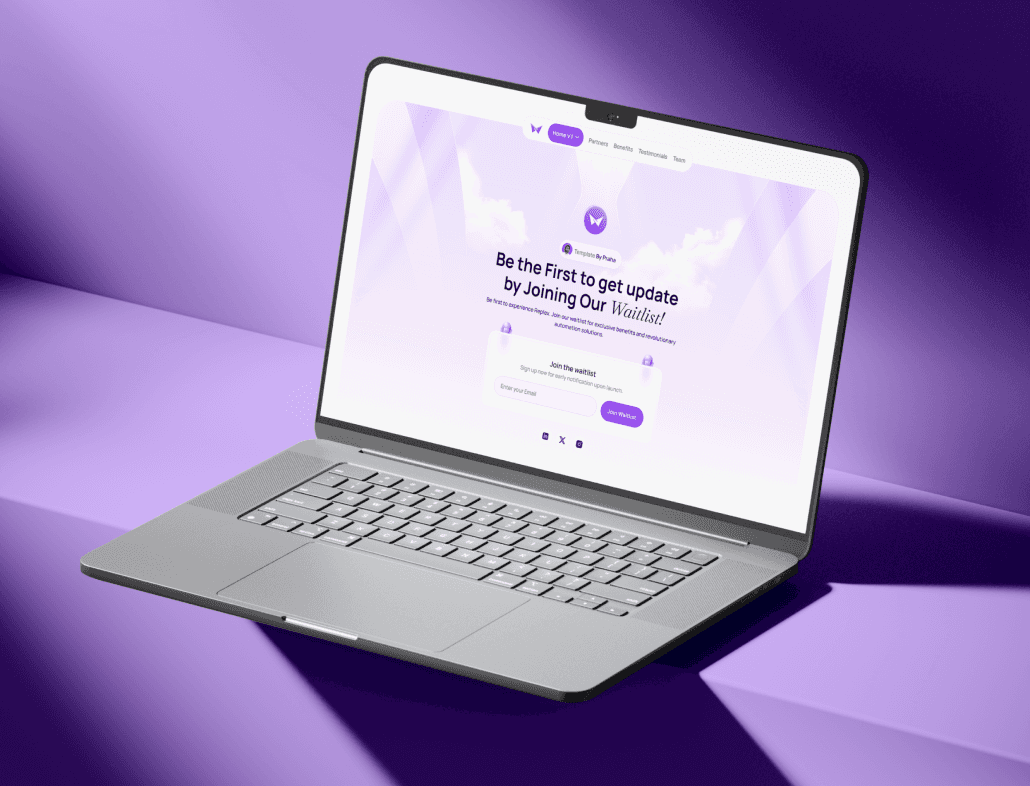 Home V1
Partners
Benefits
Testimonials
Team
Template By Praha
Be the First to get update
by Joining Our Waitlist!
Be first to experience Replax. Join our waitlist for exclusive benefits and revolutionary
automation solutions.
Join the waitlist
Sign up now for early notification upon launch.
Enter your Email
Join Waitlist
X